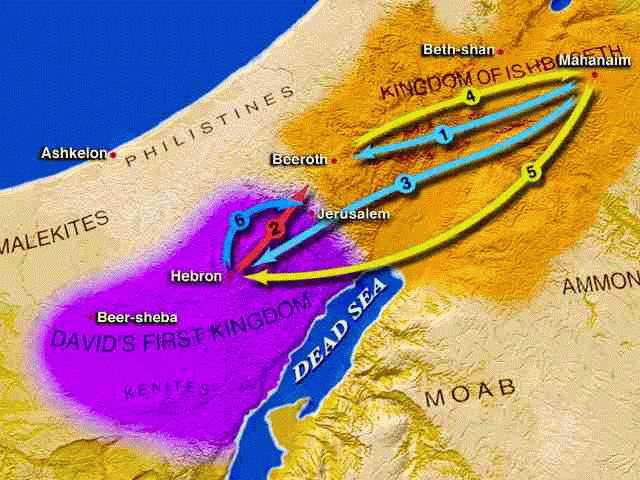 Beth-shan
Mahanaim
KINGDOM OF ISHBOSHETH
4
1
Ashkelon
PHILISTINES
Beeroth
3
5
6
2
Jerusalem
MALEKITES
Hebron
AMMON
Beer-sheba
DAVID'S FIRST KINGDOM
DEAD SEA
KENITES
MOAB